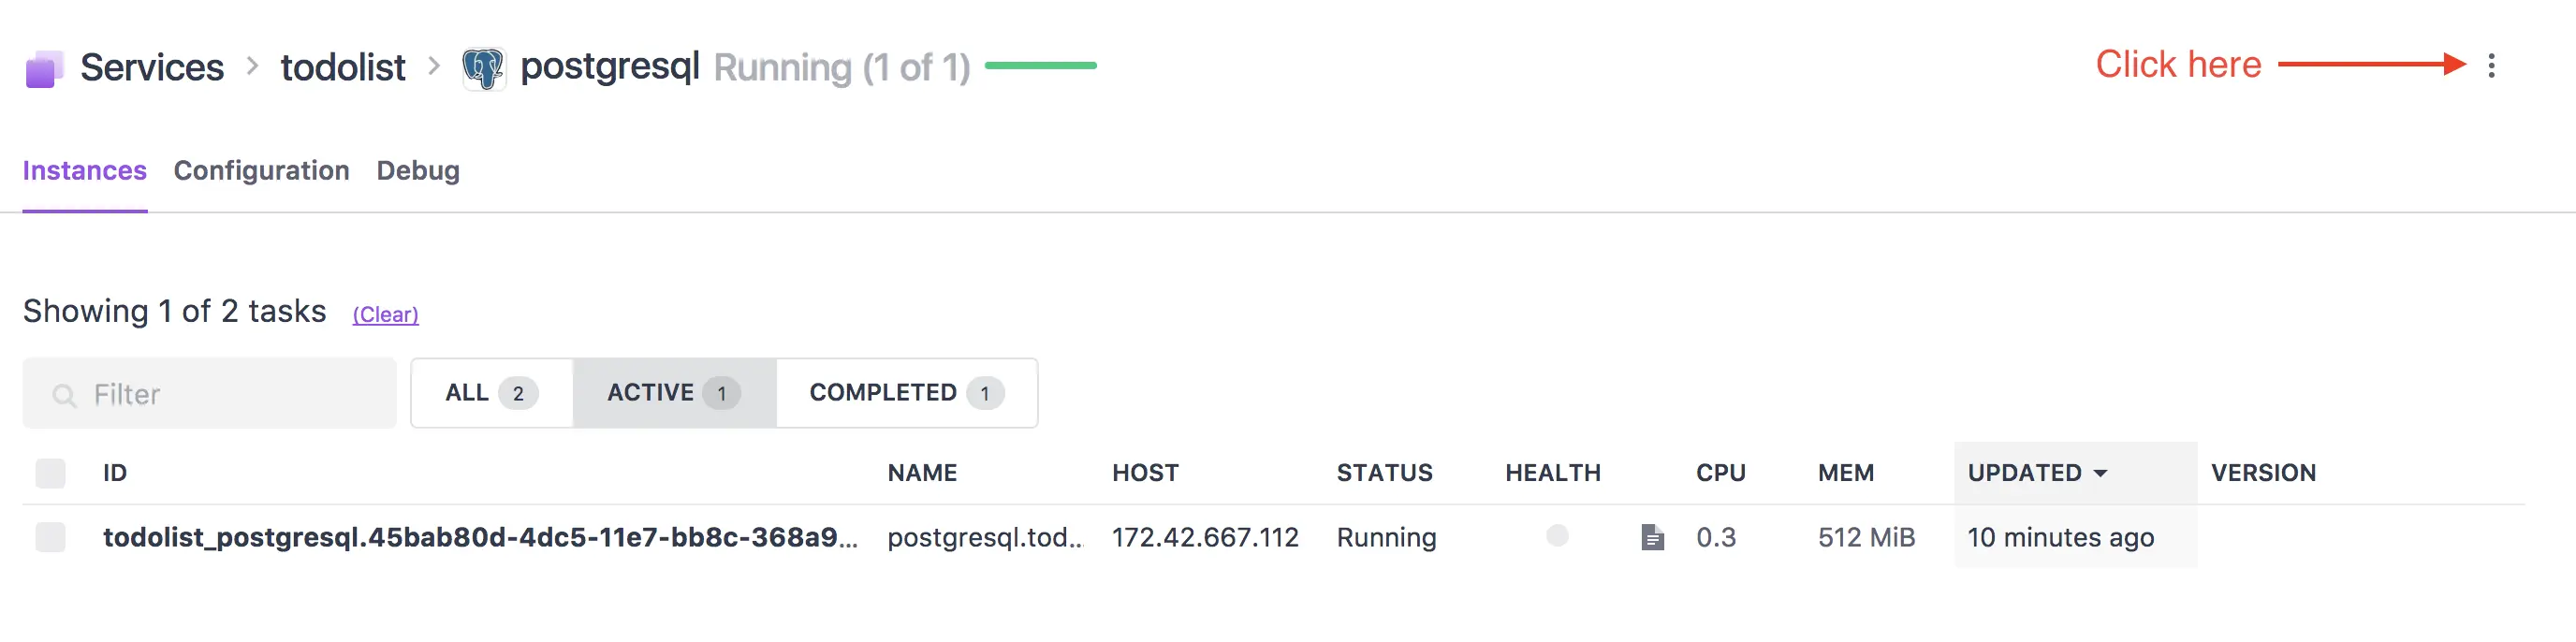 Services > todolist > postgresql Running (1 of 1) Click here
Instances Configuration Debug
Showing 1 of 2 tasks (Clear)
Filter ALL 2 ACTIVE 1 COMPLETED 1
ID NAME HOST STATUS HEALTH CPU MEM UPDATED VERSION
todolist_postgresql.45bab80d-4dc5-11e7-bb8c-368a9... postgresql.tod... 172.42.667.112 Running 0.3 512 MiB 10 minutes ago